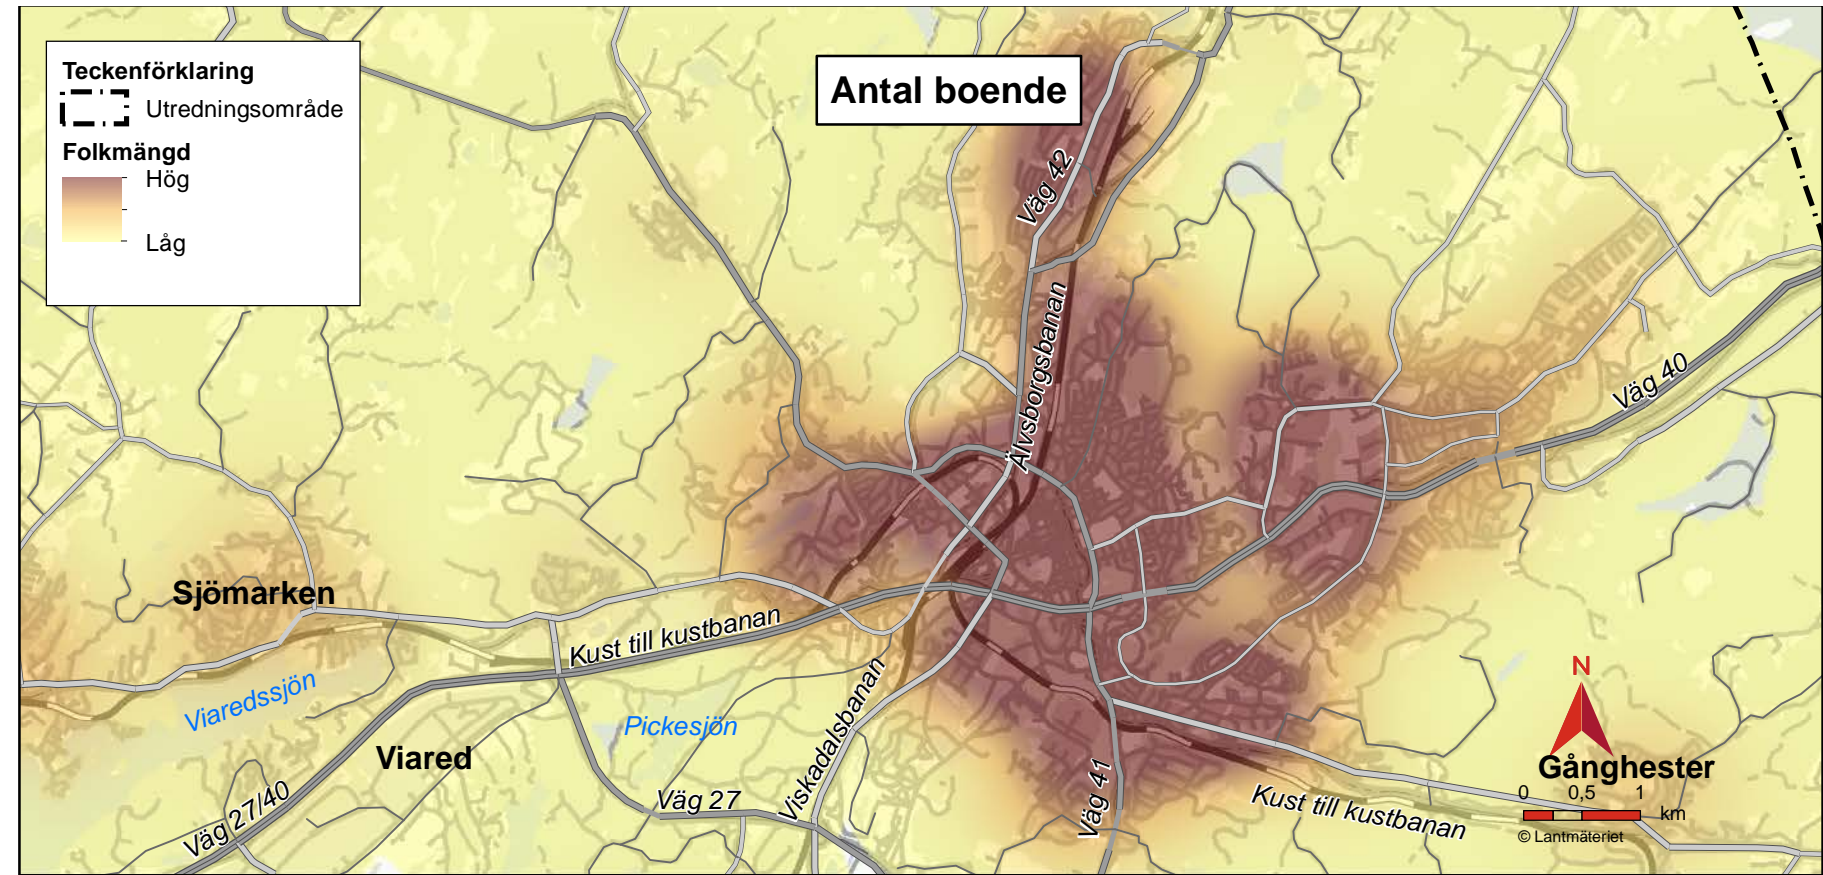 Teckenförklaring
Utredningsområde
Folkmängd
Hög
Låg
Antal boende
Väg 42
Älvsborgsbanan
Väg 40
Sjömarken
Kust till kustbanan
Viaredssjön
Pickesjön
Viared
Viskadalsbanan
Väg 27/40
Väg 27
Väg 41
Kust till kustbanan
N
Gånghester
0 0,5 1
km
© Lantmäteriet